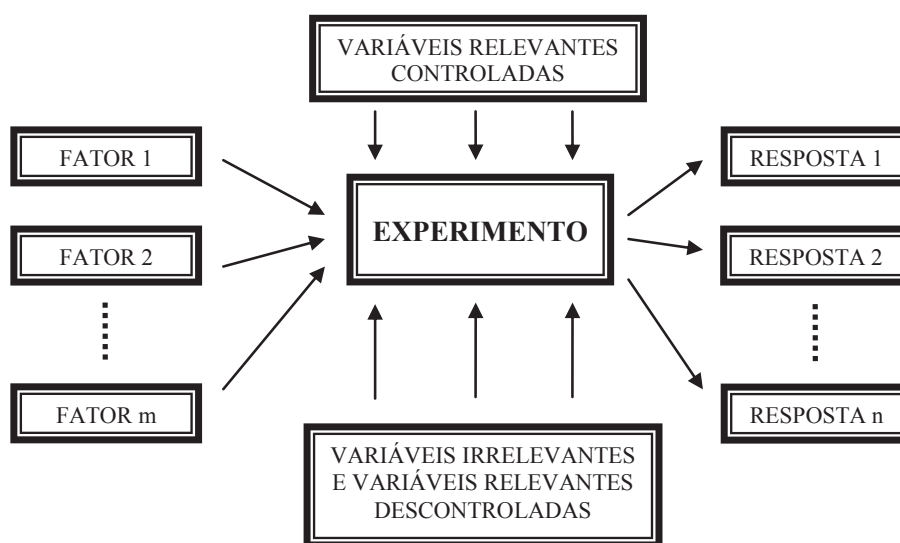 VARIÁVEIS RELEVANTES
CONTROLADAS
FATOR 1
RESPOSTA 1
EXPERIMENTO
FATOR 2
RESPOSTA 2
FATOR m
RESPOSTA n
VARIÁVEIS IRRELEVANTES
E VARIÁVEIS RELEVANTES
DESCONTROLADAS